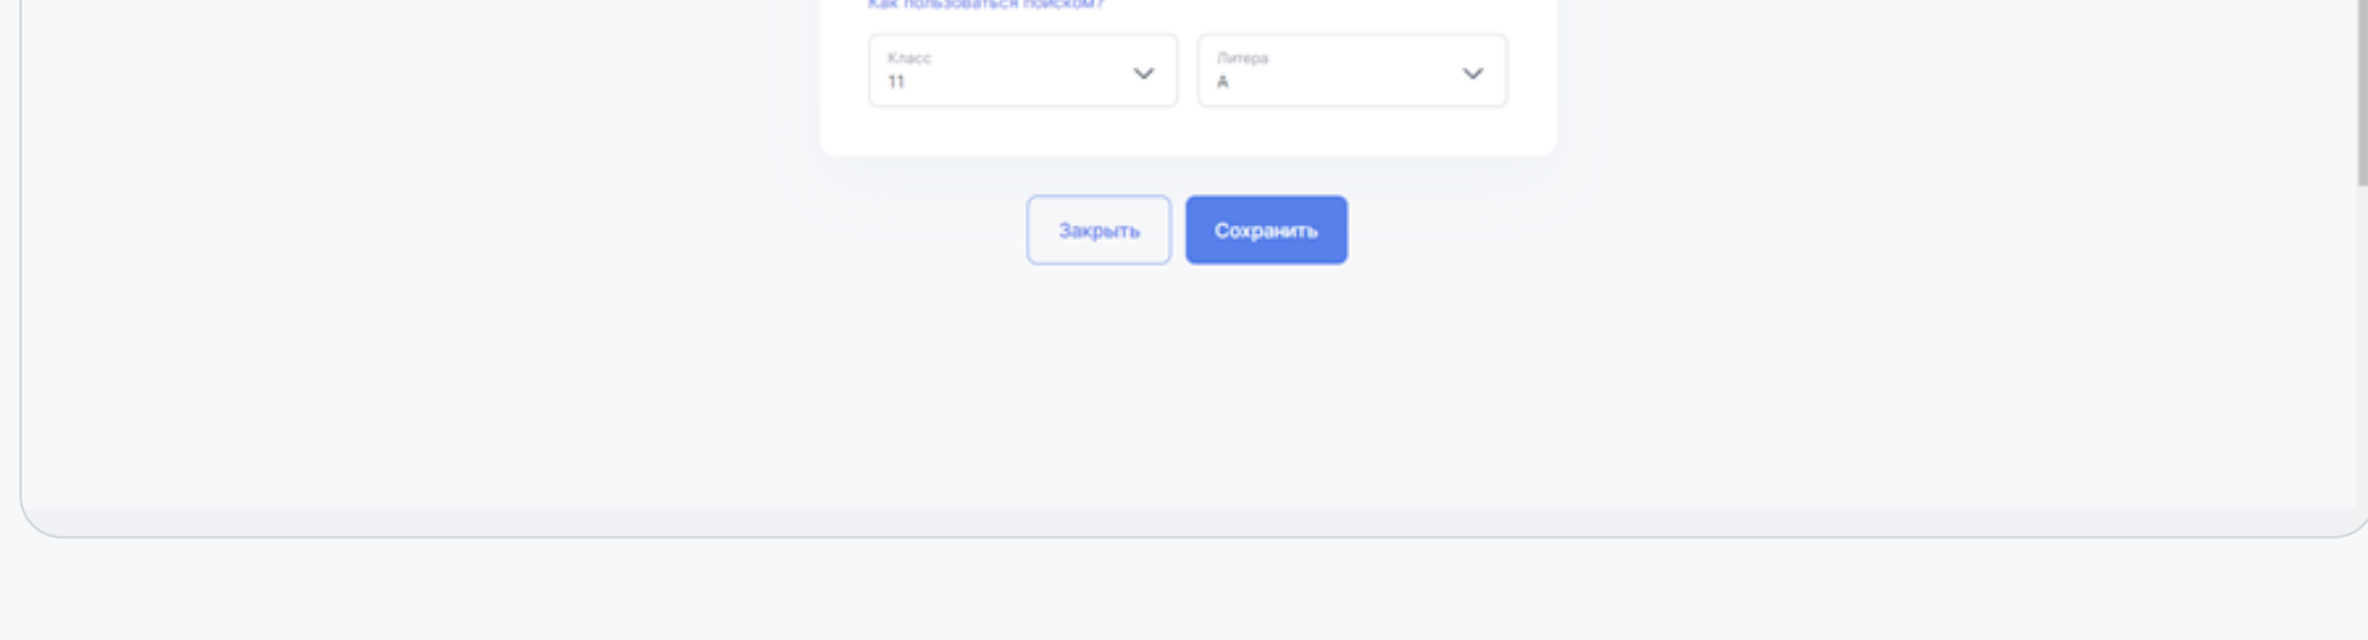 Как пользоваться поиском?
Класс
Литера
11
А
Закрыть
Сохранить